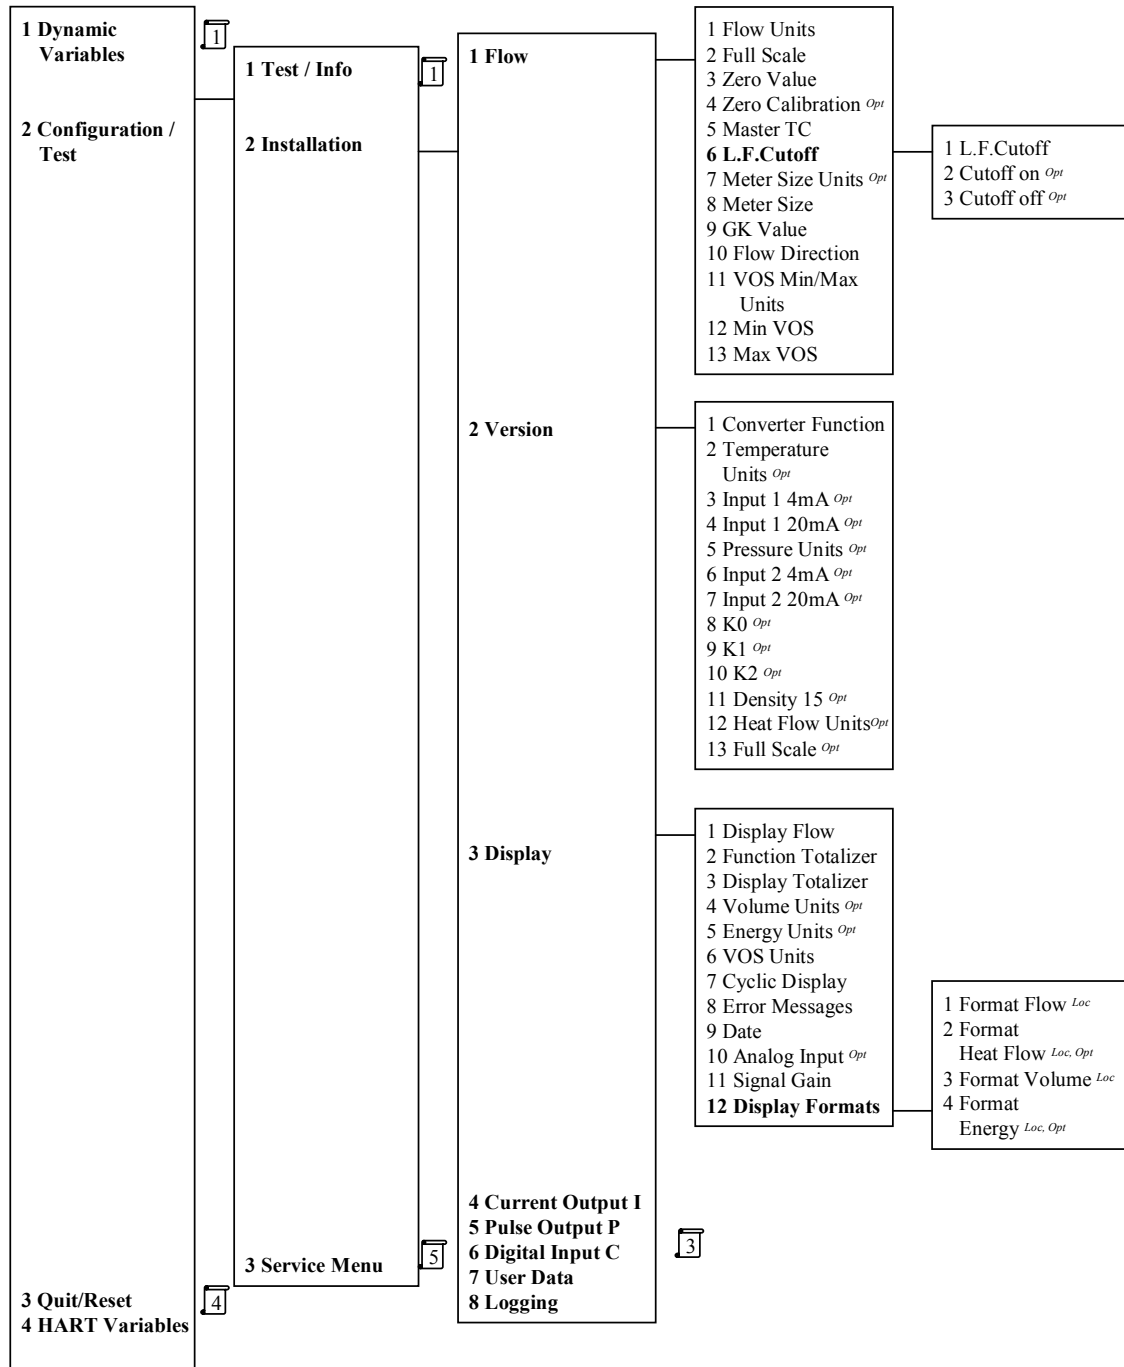 1 Dynamic
Variables
1
2 Configuration /
Test
3 Quit/Reset
4 HART Variables
4
1 Test / Info
1
2 Installation
3 Service Menu
5
1 Flow
2 Version
3 Display
4 Current Output I
5 Pulse Output P
6 Digital Input C
7 User Data
8 Logging
3
1 Flow Units
2 Full Scale
3 Zero Value
4 Zero Calibration Opt
5 Master TC
6 L.F.Cutoff
7 Meter Size Units Opt
8 Meter Size
9 GK Value
10 Flow Direction
11 VOS Min/Max
Units
12 Min VOS
13 Max VOS
1 L.F.Cutoff
2 Cutoff on Opt
3 Cutoff off Opt
1 Converter Function
2 Temperature
Units Opt
3 Input 1 4mA Opt
4 Input 1 20mA Opt
5 Pressure Units Opt
6 Input 2 4mA Opt
7 Input 2 20mA Opt
8 K0 Opt
9 K1 Opt
10 K2 Opt
11 Density 15 Opt
12 Heat Flow UnitsOpt
13 Full Scale Opt
1 Display Flow
2 Function Totalizer
3 Display Totalizer
4 Volume Units Opt
5 Energy Units Opt
6 VOS Units
7 Cyclic Display
8 Error Messages
9 Date
10 Analog Input Opt
11 Signal Gain
12 Display Formats
1 Format Flow Loc
2 Format
Heat Flow Loc, Opt
3 Format Volume Loc
4 Format
Energy Loc, Opt